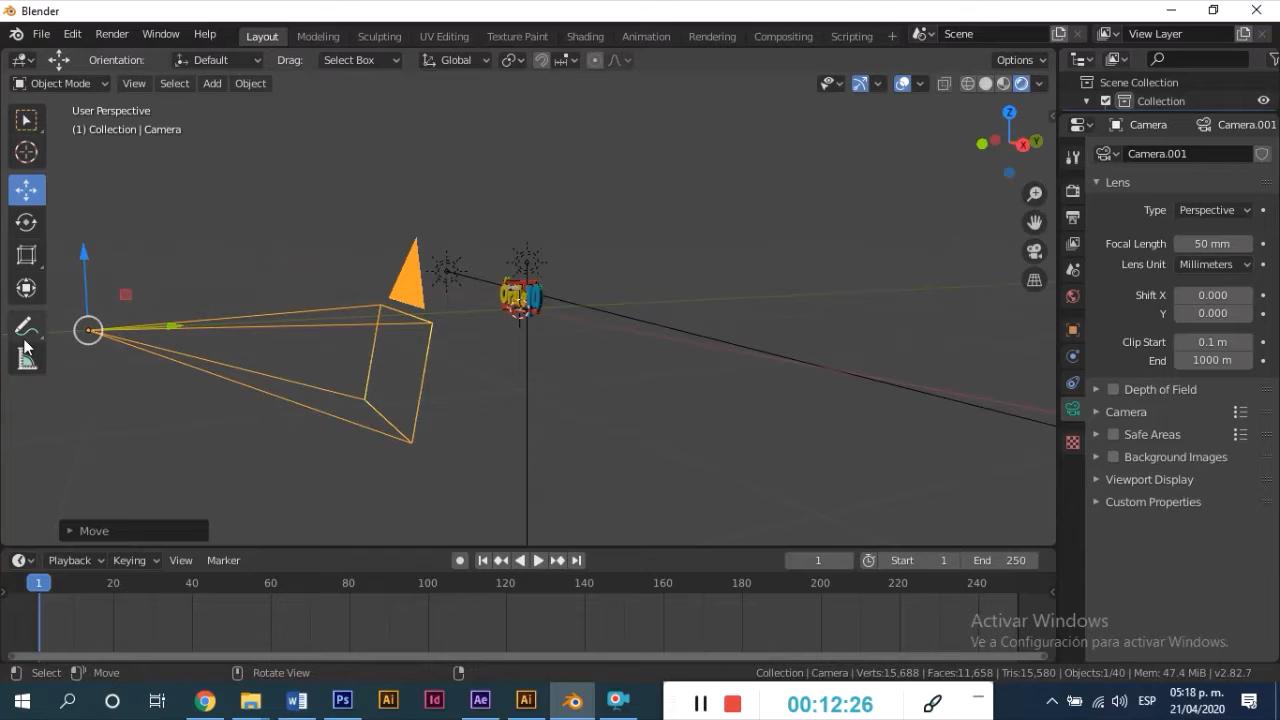 Blender
File Edit Render Window Help Layout Modeling Sculpting UV Editing Texture Paint Shading Animation Rendering Compositing Scripting + Scene View Layer
Orientation: Default Drag: Select Box Global Options
Object Mode View Select Add Object
User Perspective
(1) Collection | Camera
Z
X
Y
Scene Collection
Collection
Camera Camera.001
Camera.001
Lens
Type Perspective
Focal Length 50 mm
Lens Unit Millimeters
Shift X 0.000
Y 0.000
Clip Start 0.1 m
End 1000 m
Depth of Field
Camera
Safe Areas
Background Images
Viewport Display
Custom Properties
Move
Playback Keying View Marker 1 Start 1 End 250
1 20 40 60 80 100 120 140 160 180 200 220 240
Activar Windows
Ve a Configuración para activar Windows.
Select Move Rotate View Collection | Camera | Verts:15,688 | Faces:11,658 | Tris:15,580 | Objects:1/40 | Mem: 47.4 MiB | v2.82.7
W Ps Ai Id Ae Ai 00:12:26 ESP 05:18 p. m.
21/04/2020